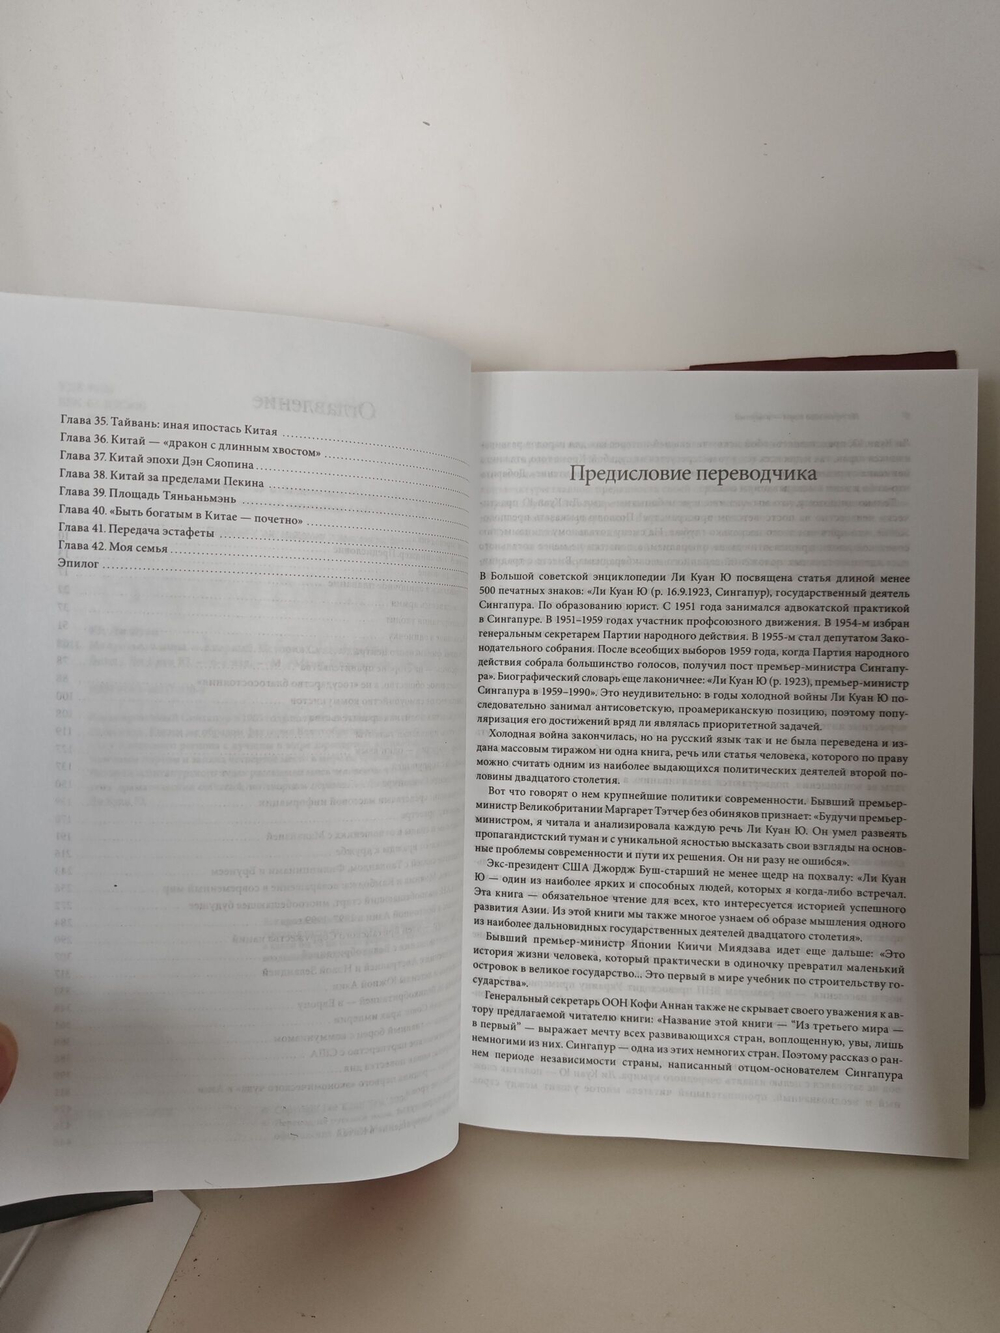 Глава 35. Тайвань: иная ипостась Китая
Глава 36. Китай — «дракон с длинным хвостом»
Глава 37. Китай эпохи Дэн Сяопина
Глава 38. Китай за пределами Пекина
Глава 39. Площадь Тяньаньмэнь
Глава 40. «Быть богатым в Китае — почетно»
Глава 41. Передача эстафеты
Глава 42. Моя семья
Эпилог
Предисловие переводчика
В Большой советской энциклопедии Ли Куан Ю посвящена статья длиной менее
500 печатных знаков: «Ли Куан Ю (р. 16.9.1923, Сингапур), государственный деятель
Сингапура. По образованию юрист. С 1951 года занимался адвокатской практикой
в Сингапуре. В 1951–1959 годах участник профсоюзного движения. В 1954-м избран
генеральным секретарем Партии народного действия. В 1955-м стал депутатом Зако-
нодательного собрания. После всеобщих выборов 1959 года, когда Партия народного
действия собрала большинство голосов, получил пост премьер-министра Сингапу-
ра». Биографический словарь еще лаконичнее: «Ли Куан Ю (р. 1923), премьер-министр
Сингапура в 1959–1990». Это неудивительно: в годы холодной войны Ли Куан Ю по-
следовательно занимал антисоветскую, проамериканскую позицию, поэтому попу-
ляризация его достижений вряд ли являлась приоритетной задачей.
Холодная война закончилась, но на русский язык так и не была переведена и из-
дана массовым тиражом ни одна книга, речь или статья человека, которого по праву
можно считать одним из наиболее выдающихся политических деятелей второй по-
ловины двадцатого столетия.
Вот что говорят о нем крупнейшие политики современности. Бывший премьер-
министр Великобритании Маргарет Тэтчер без обиняков признает: «Будучи премьер-
министром, я читала и анализировала каждую речь Ли Куан Ю. Он умел развеять
пропагандистский туман и с уникальной ясностью высказать свои взгляды на основ-
ные проблемы современности и пути их решения. Он ни разу не ошибся».
Экс-президент США Джордж Буш-старший не менее щедр на похвалу: «Ли Куан
Ю — один из наиболее ярких и способных людей, которых я когда-либо встречал.
Эта книга — обязательное чтение для всех, кто интересуется историей успешного
развития Азии. Из этой книги мы также многое узнаем об образе мышления одного
из наиболее дальновидных государственных деятелей двадцатого столетия».
Бывший премьер-министр Японии Киичи Миядзава идет еще дальше: «Это
история жизни человека, который практически в одиночку превратил маленький
островок в великое государство... Это первый в мире учебник по строительству го-
сударства».
Генеральный секретарь ООН Кофи Аннан также не скрывает своего уважения к ав-
тору предлагаемой читателю книги: «Название этой книги — "Из третьего мира —
в первый" — выражает мечту всех развивающихся стран, воплощенную, увы, лишь
немногими из них. Сингапур — одна из этих немногих стран. Поэтому рассказ о ран-
нем периоде независимости страны, написанный отцом-основателем Сингапура